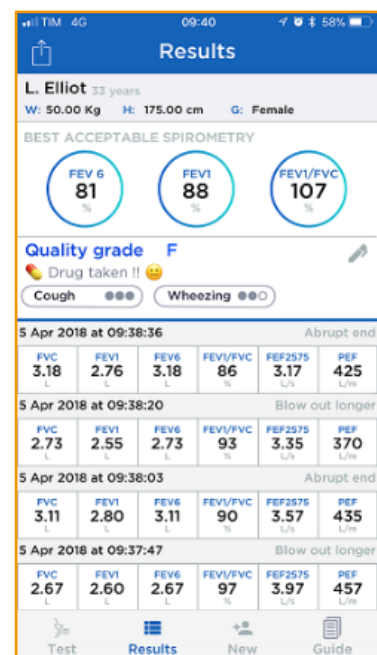 TIM 4G 09:40 58%
Results
L. Elliot 33 years
W: 50.00 Kg H: 175.00 cm G: Female
BEST ACCEPTABLE SPIROMETRY
FEV 6 FEV1 FEV1/FVC
81 88 107
% % %
Quality grade F
Drug taken !!
Cough Wheezing
5 Apr 2018 at 09:38:36 Abrupt end
FVC FEV1 FEV6 FEV1/FVC FEF2575 PEF
3.18 2.76 3.18 86 3.17 425
L L L % L/s L/m
5 Apr 2018 at 09:38:20 Blow out longer
FVC FEV1 FEV6 FEV1/FVC FEF2575 PEF
2.73 2.55 2.73 93 3.35 370
L L L % L/s L/m
5 Apr 2018 at 09:38:03 Abrupt end
FVC FEV1 FEV6 FEV1/FVC FEF2575 PEF
3.11 2.80 3.11 90 3.57 435
L L L % L/s L/m
5 Apr 2018 at 09:37:47 Blow out longer
FVC FEV1 FEV6 FEV1/FVC FEF2575 PEF
2.67 2.60 2.67 97 3.97 457
L L L % L/s L/m
Test Results New Guide